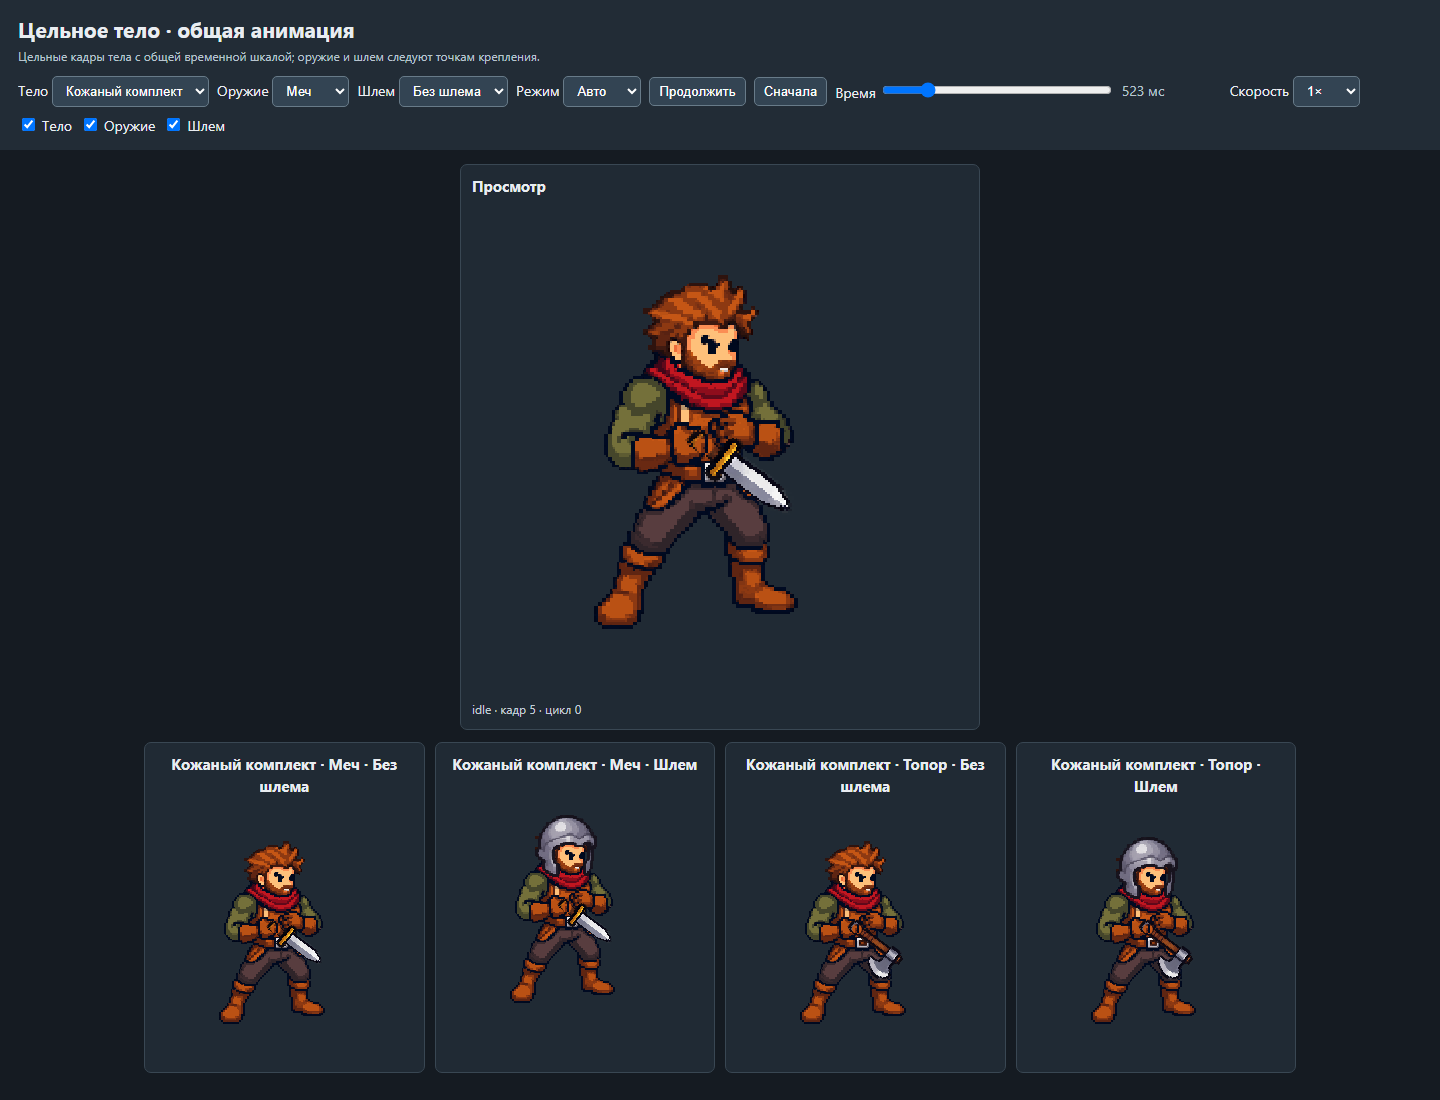 Цельное тело · общая анимация
Цельные кадры тела с общей временной шкалой; оружие и шлем следуют точкам крепления.
Тело Кожаный комплект Оружие Меч Шлем Без шлема Режим Авто Продолжить Сначала Время 523 мс Скорость 1×
Тело Оружие Шлем
Просмотр
idle · кадр 5 · цикл 0
Кожаный комплект · Меч · Без
шлема
Кожаный комплект · Меч · Шлем
Кожаный комплект · Топор · Без
шлема
Кожаный комплект · Топор ·
Шлем